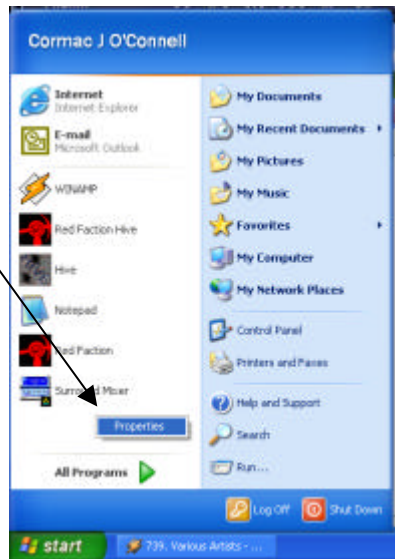 Cormac J O'Connell
Internet
Internet Explorer
E-mail
Microsoft Outlook
WINAMP
Red Faction Hive
Hive
Notepad
Red Faction
Surround Mixer
Properties
All Programs
My Documents
My Recent Documents
My Pictures
My Music
Favorites
My Computer
My Network Places
Control Panel
Printers and Faxes
Help and Support
Search
Run...
Log Off
Shut Down
start
739. Various Artists - ...